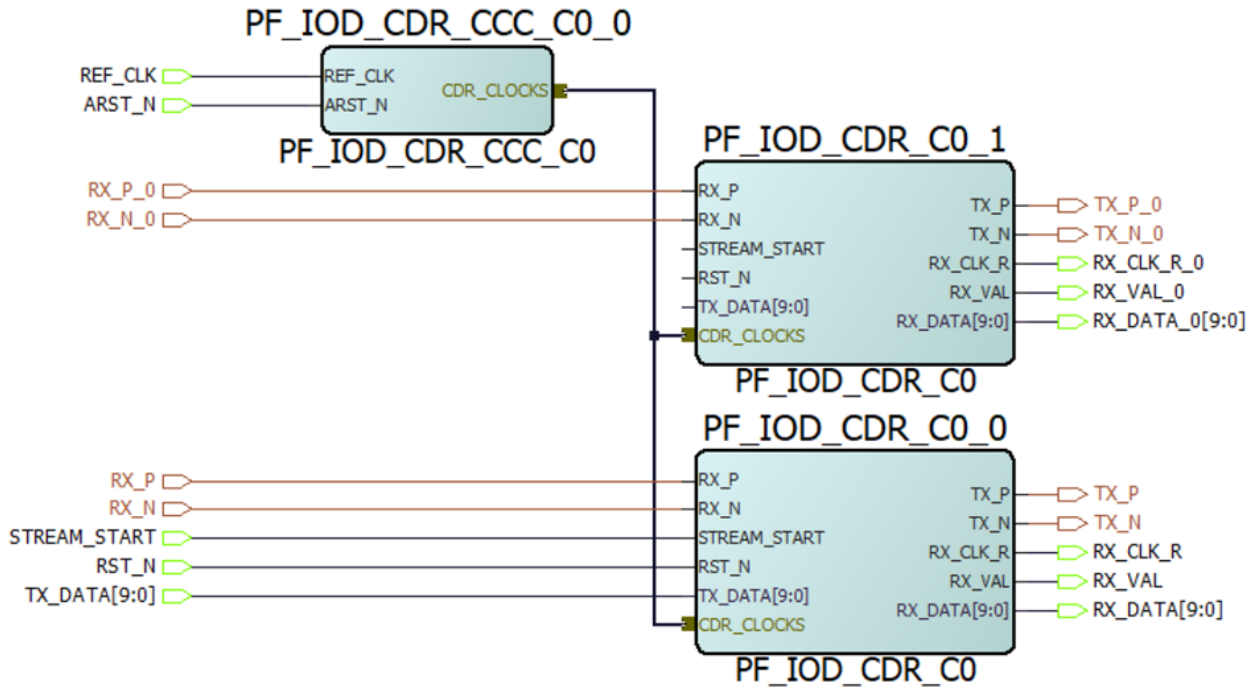 PF_IOD_CDR_CCC_C0_0
REF_CLK
REF_CLK
CDR_CLOCKS
ARST_N
ARST_N
PF_IOD_CDR_CCC_C0
PF_IOD_CDR_C0_1
RX_P_0
RX_P
TX_P
TX_P_0
RX_N_0
RX_N
TX_N
TX_N_0
STREAM_START
RX_CLK_R
RX_CLK_R_0
RST_N
RX_VAL
RX_VAL_0
TX_DATA[9:0]
RX_DATA[9:0]
RX_DATA_0[9:0]
CDR_CLOCKS
PF_IOD_CDR_C0
PF_IOD_CDR_C0_0
RX_P
RX_P
TX_P
TX_P
RX_N
RX_N
TX_N
TX_N
STREAM_START
STREAM_START
RX_CLK_R
RX_CLK_R
RST_N
RST_N
RX_VAL
RX_VAL
TX_DATA[9:0]
TX_DATA[9:0]
RX_DATA[9:0]
RX_DATA[9:0]
CDR_CLOCKS
PF_IOD_CDR_C0